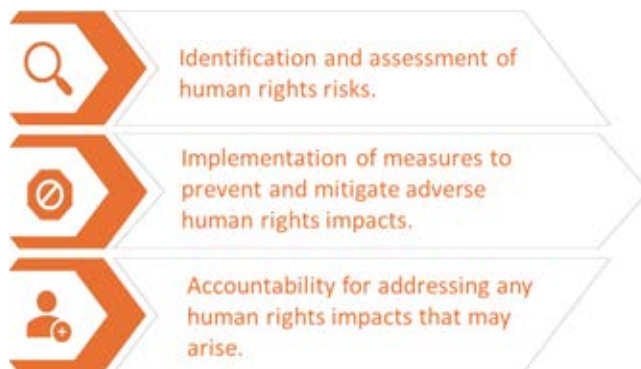 Identification and assessment of
human rights risks.
Implementation of measures to
prevent and mitigate adverse
human rights impacts.
Accountability for addressing any
human rights impacts that may
arise.